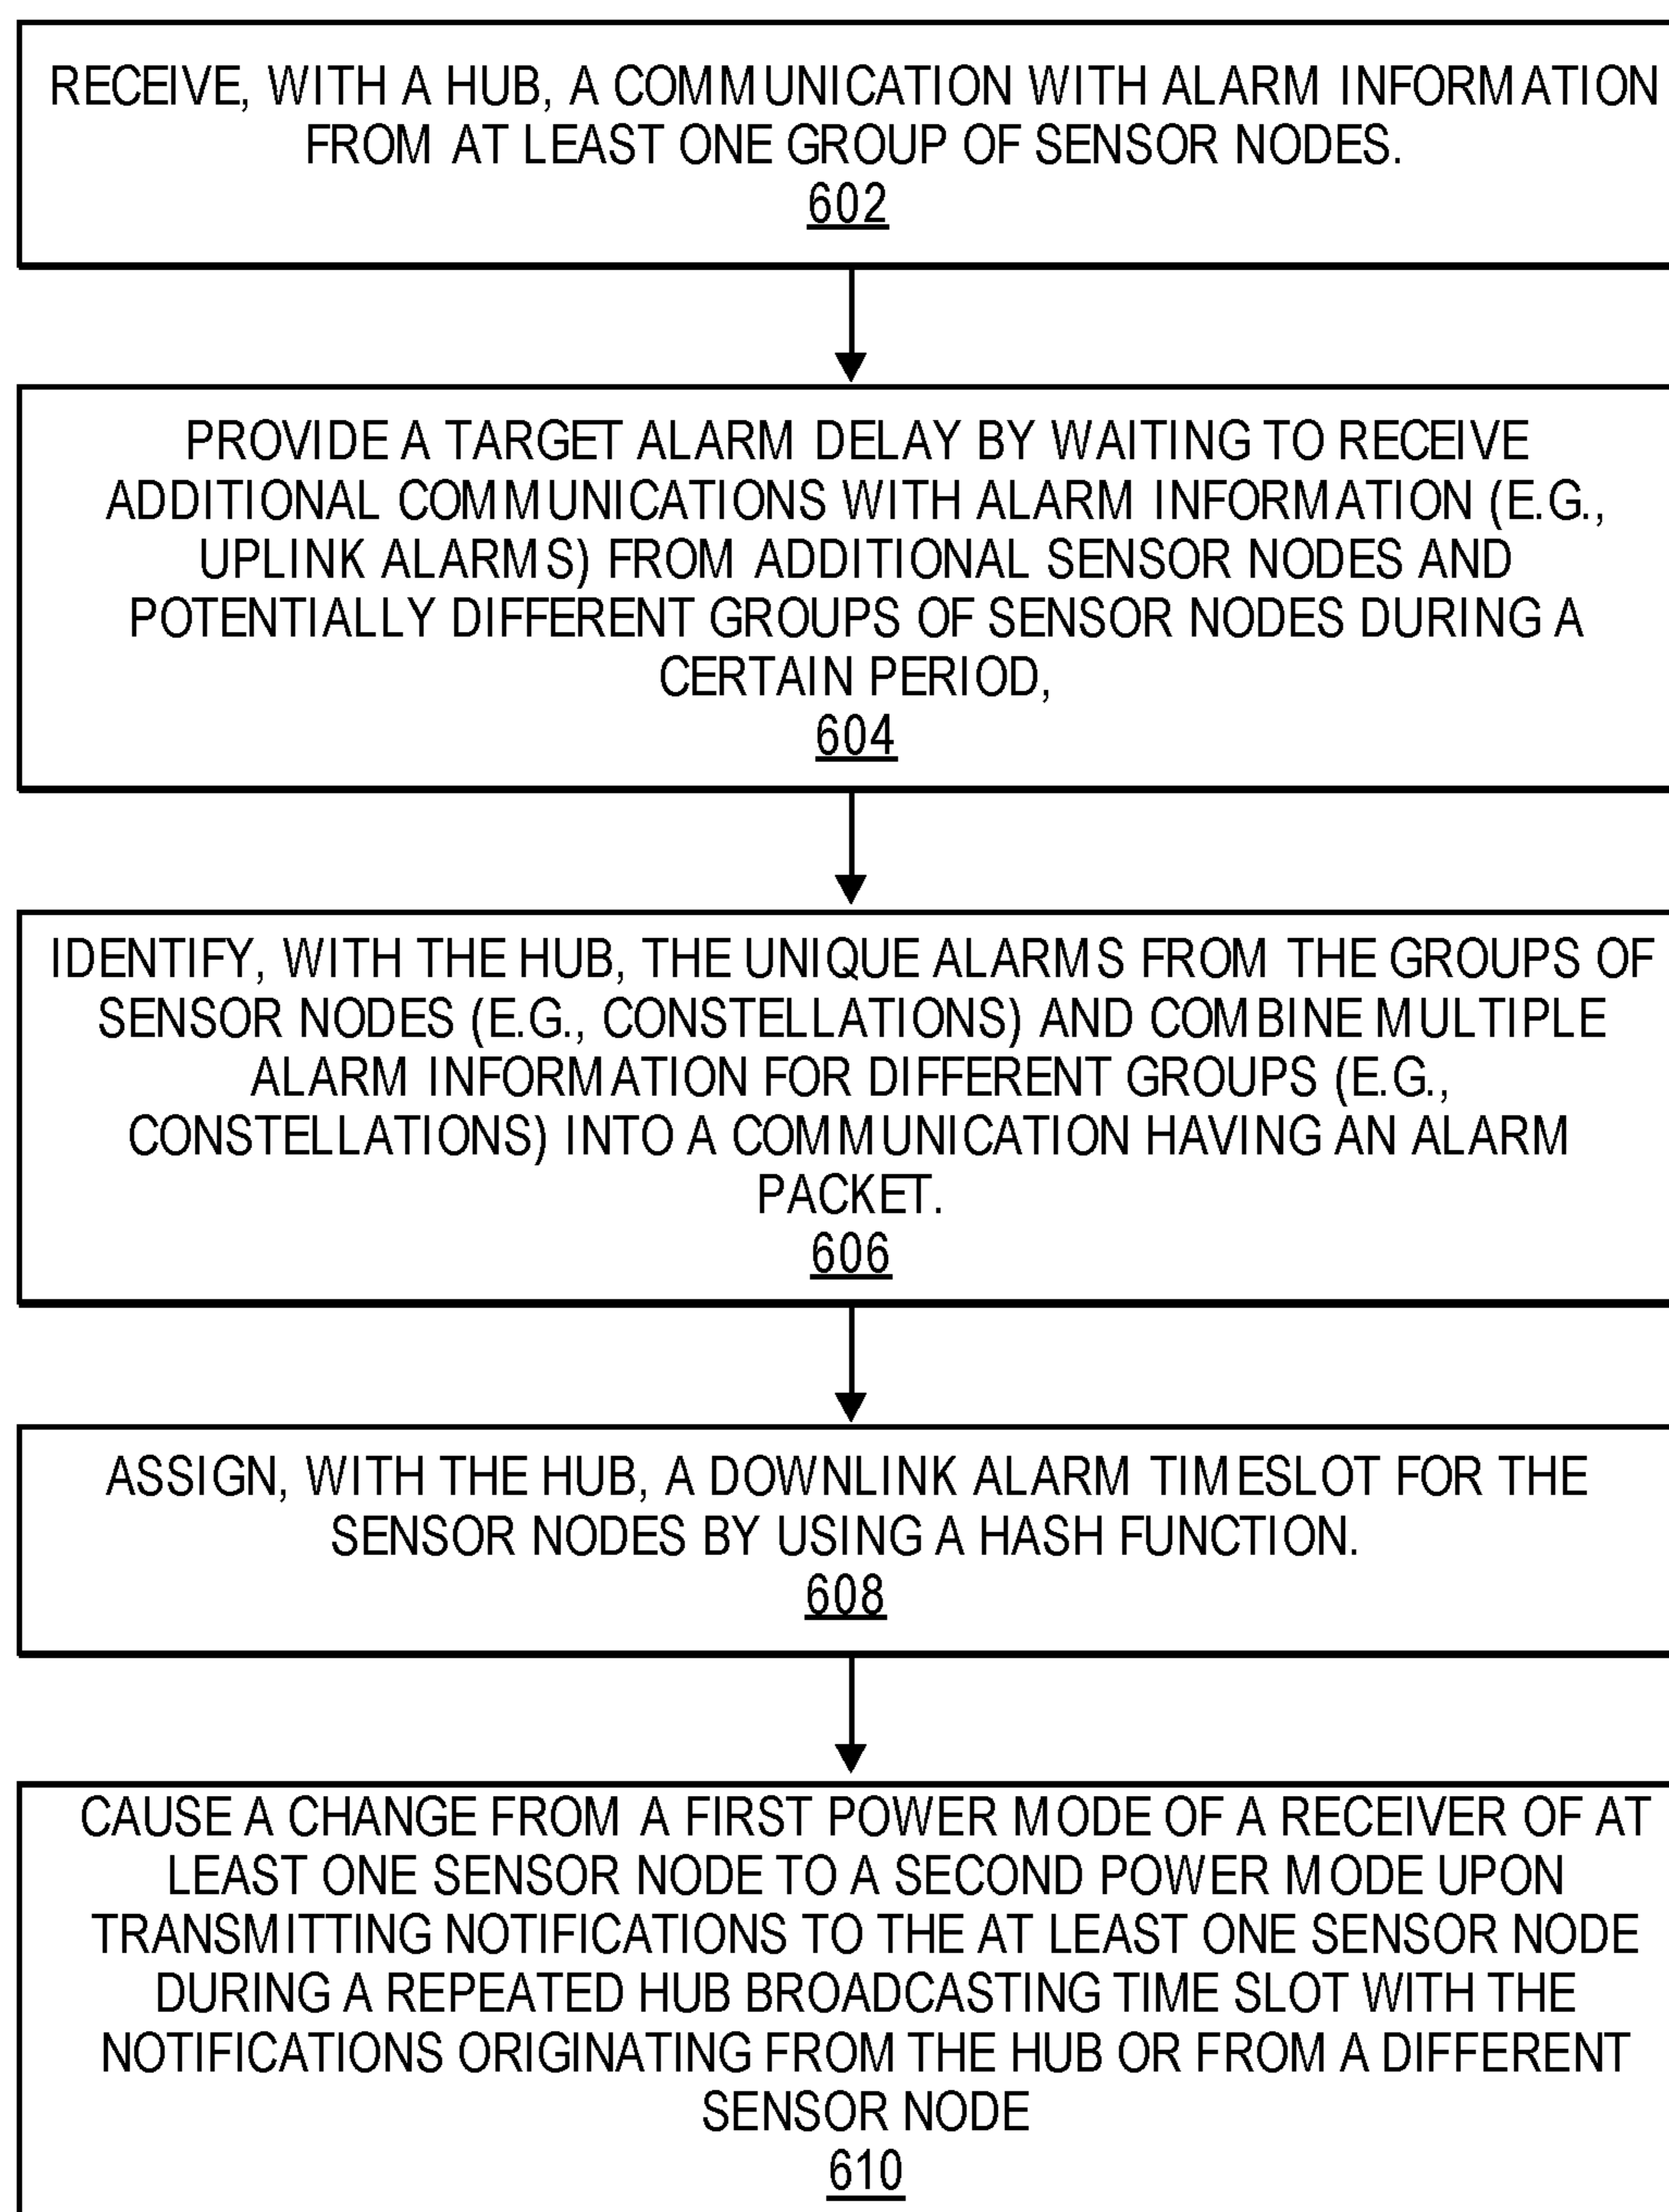 RECEIVE, WITH A HUB, A COMMUNICATION WITH ALARM INFORMATION
FROM AT LEAST ONE GROUP OF SENSOR NODES.
602
PROVIDE A TARGET ALARM DELAY BY WAITING TO RECEIVE
ADDITIONAL COMMUNICATIONS WITH ALARM INFORMATION (E.G.,
UPLINK ALARMS) FROM ADDITIONAL SENSOR NODES AND
POTENTIALLY DIFFERENT GROUPS OF SENSOR NODES DURING A
CERTAIN PERIOD,
604
IDENTIFY, WITH THE HUB, THE UNIQUE ALARMS FROM THE GROUPS OF
SENSOR NODES (E.G., CONSTELLATIONS) AND COMBINE MULTIPLE
ALARM INFORMATION FOR DIFFERENT GROUPS (E.G.,
CONSTELLATIONS) INTO A COMMUNICATION HAVING AN ALARM
PACKET.
606
ASSIGN, WITH THE HUB, A DOWNLINK ALARM TIMESLOT FOR THE
SENSOR NODES BY USING A HASH FUNCTION.
608
CAUSE A CHANGE FROM A FIRST POWER MODE OF A RECEIVER OF AT
LEAST ONE SENSOR NODE TO A SECOND POWER MODE UPON
TRANSMITTING NOTIFICATIONS TO THE AT LEAST ONE SENSOR NODE
DURING A REPEATED HUB BROADCASTING TIME SLOT WITH THE
NOTIFICATIONS ORIGINATING FROM THE HUB OR FROM A DIFFERENT
SENSOR NODE
610